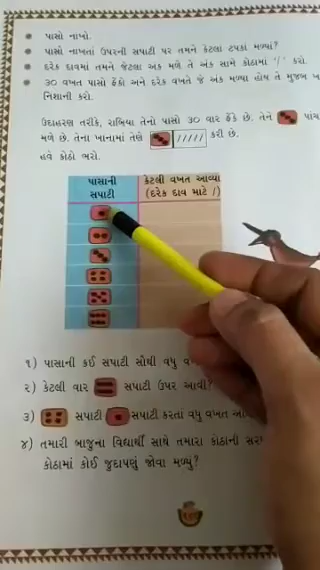 પાસો નાખો.
પાસો નાખતાં ઉપરની સપાટી પર તમને કેટલાં ટપકાં મળ્યાં?
દરેક દાવમાં તમને જેટલા અંક મળે તે અંક સામે કોઠામાં '/' કરો.
૩૦ વખત પાસો ફેંકો અને દરેક વખતે જે અંક મળ્યા હોય તે મુજબ
નિશાની કરો.
ઉદાહરણ તરીકે, રાબિયા તેનો પાસો ૩૦ વાર ફેંકે છે. તેને પાંચ
મળે છે. તેના ખાનામાં તેણે ///// કરી છે.
હવે કોઠો ભરો.
પાસાની સપાટી
કેટલી વખત આવ્યા
(દરેક દાવ માટે /)
૧) પાસાની કઈ સપાટી સૌથી વધુ
૨) કેટલી વાર સપાટી ઉપર આવી?
૩) સપાટી સપાટી કરતાં વધુ વખત
૪) તમારી બાજુના વિદ્યાર્થી સાથે તમારા કોઠાની
કોઠામાં કોઈ જુદાપણું જોવા મળ્યું?